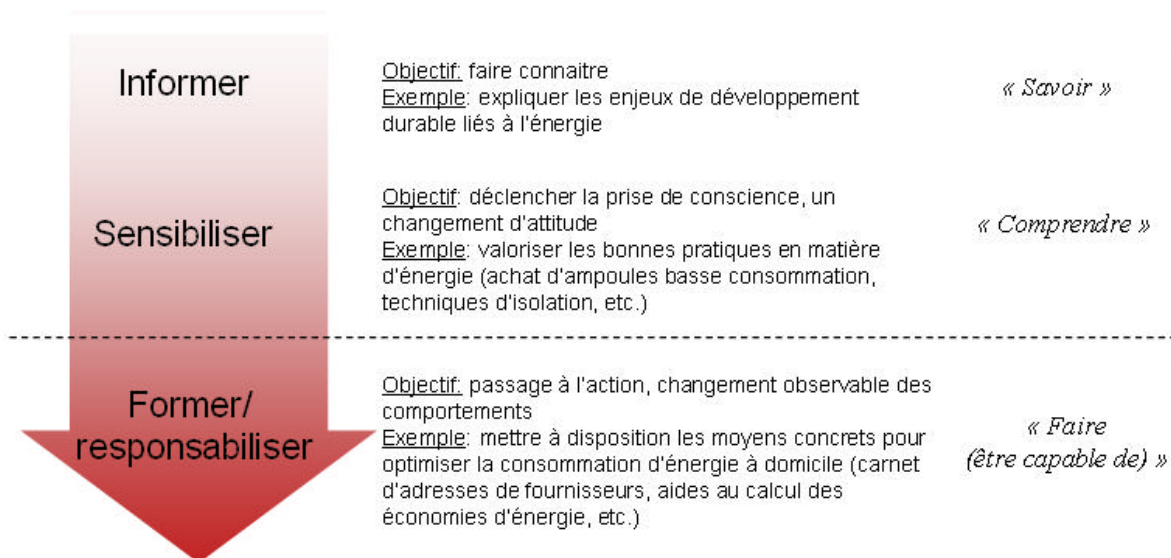 Informer
Objectif: faire connaitre
Exemple: expliquer les enjeux de développement
durable liés à l'énergie
« Savoir »
Sensibiliser
Objectif: déclencher la prise de conscience, un
changement d'attitude
Exemple: valoriser les bonnes pratiques en matière
d'énergie (achat d'ampoules basse consommation,
techniques d'isolation, etc.)
« Comprendre »
Former/
responsabiliser
Objectif: passage à l'action, changement observable des
comportements
Exemple: mettre à disposition les moyens concrets pour
optimiser la consommation d'énergie à domicile (carnet
d'adresses de fournisseurs, aides au calcul des
économies d'énergie, etc.)
« Faire
(être capable de) »